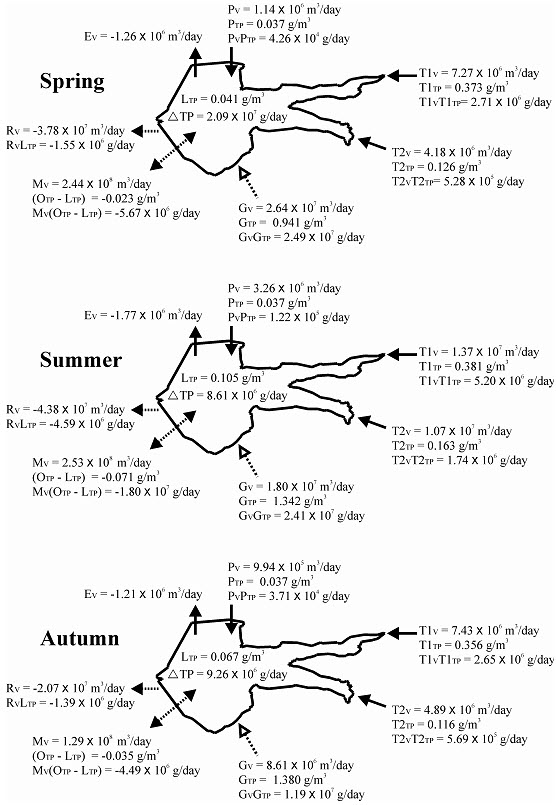 Pv = 1.14 x 10⁶ m³/day
PTP = 0.037 g/m³
PvPTP = 4.26 x 10⁴ g/day
Ev = -1.26 x 10⁶ m³/day
Spring
LTP = 0.041 g/m³
△TP = 2.09 x 10⁷ g/day
T1v = 7.27 x 10⁶ m³/day
T1TP = 0.373 g/m³
T1vT1TP= 2.71 x 10⁶ g/day
Rv = -3.78 x 10⁷ m³/day
RvLTP = -1.55 x 10⁶ g/day
T2v = 4.18 x 10⁶ m³/day
T2TP = 0.126 g/m³
T2vT2TP= 5.28 x 10⁵ g/day
Mv = 2.44 x 10⁸ m³/day
(OTP - LTP) = -0.023 g/m³
Mv(OTP - LTP) = -5.67 x 10⁶ g/day
Gv = 2.64 x 10⁷ m³/day
GTP = 0.941 g/m³
GvGTP = 2.49 x 10⁷ g/day
Pv = 3.26 x 10⁶ m³/day
PTP = 0.037 g/m³
PvPTP = 1.22 x 10⁵ g/day
Ev = -1.77 x 10⁶ m³/day
Summer
LTP = 0.105 g/m³
△TP = 8.61 x 10⁶ g/day
T1v = 1.37 x 10⁷ m³/day
T1TP = 0.381 g/m³
T1vT1TP = 5.20 x 10⁶ g/day
Rv = -4.38 x 10⁷ m³/day
RvLTP = -4.59 x 10⁶ g/day
T2v = 1.07 x 10⁷ m³/day
T2TP = 0.163 g/m³
T2vT2TP = 1.74 x 10⁶ g/day
Mv = 2.53 x 10⁸ m³/day
(OTP - LTP) = -0.071 g/m³
Mv(OTP - LTP) = -1.80 x 10⁷ g/day
Gv = 1.80 x 10⁷ m³/day
GTP = 1.342 g/m³
GvGTP = 2.41 x 10⁷ g/day
Pv = 9.94 x 10⁵ m³/day
PTP = 0.037 g/m³
PvPTP = 3.71 x 10⁴ g/day
Ev = -1.21 x 10⁶ m³/day
Autumn
LTP = 0.067 g/m³
△TP = 9.26 x 10⁶ g/day
T1v = 7.43 x 10⁶ m³/day
T1TP = 0.356 g/m³
T1vT1TP = 2.65 x 10⁶ g/day
Rv = -2.07 x 10⁷ m³/day
RvLTP = -1.39 x 10⁶ g/day
T2v = 4.89 x 10⁶ m³/day
T2TP = 0.116 g/m³
T2vT2TP = 5.69 x 10⁵ g/day
Mv = 1.29 x 10⁸ m³/day
(OTP - LTP) = -0.035 g/m³
Mv(OTP - LTP) = -4.49 x 10⁶ g/day
Gv = 8.61 x 10⁶ m³/day
GTP = 1.380 g/m³
GvGTP = 1.19 x 10⁷ g/day